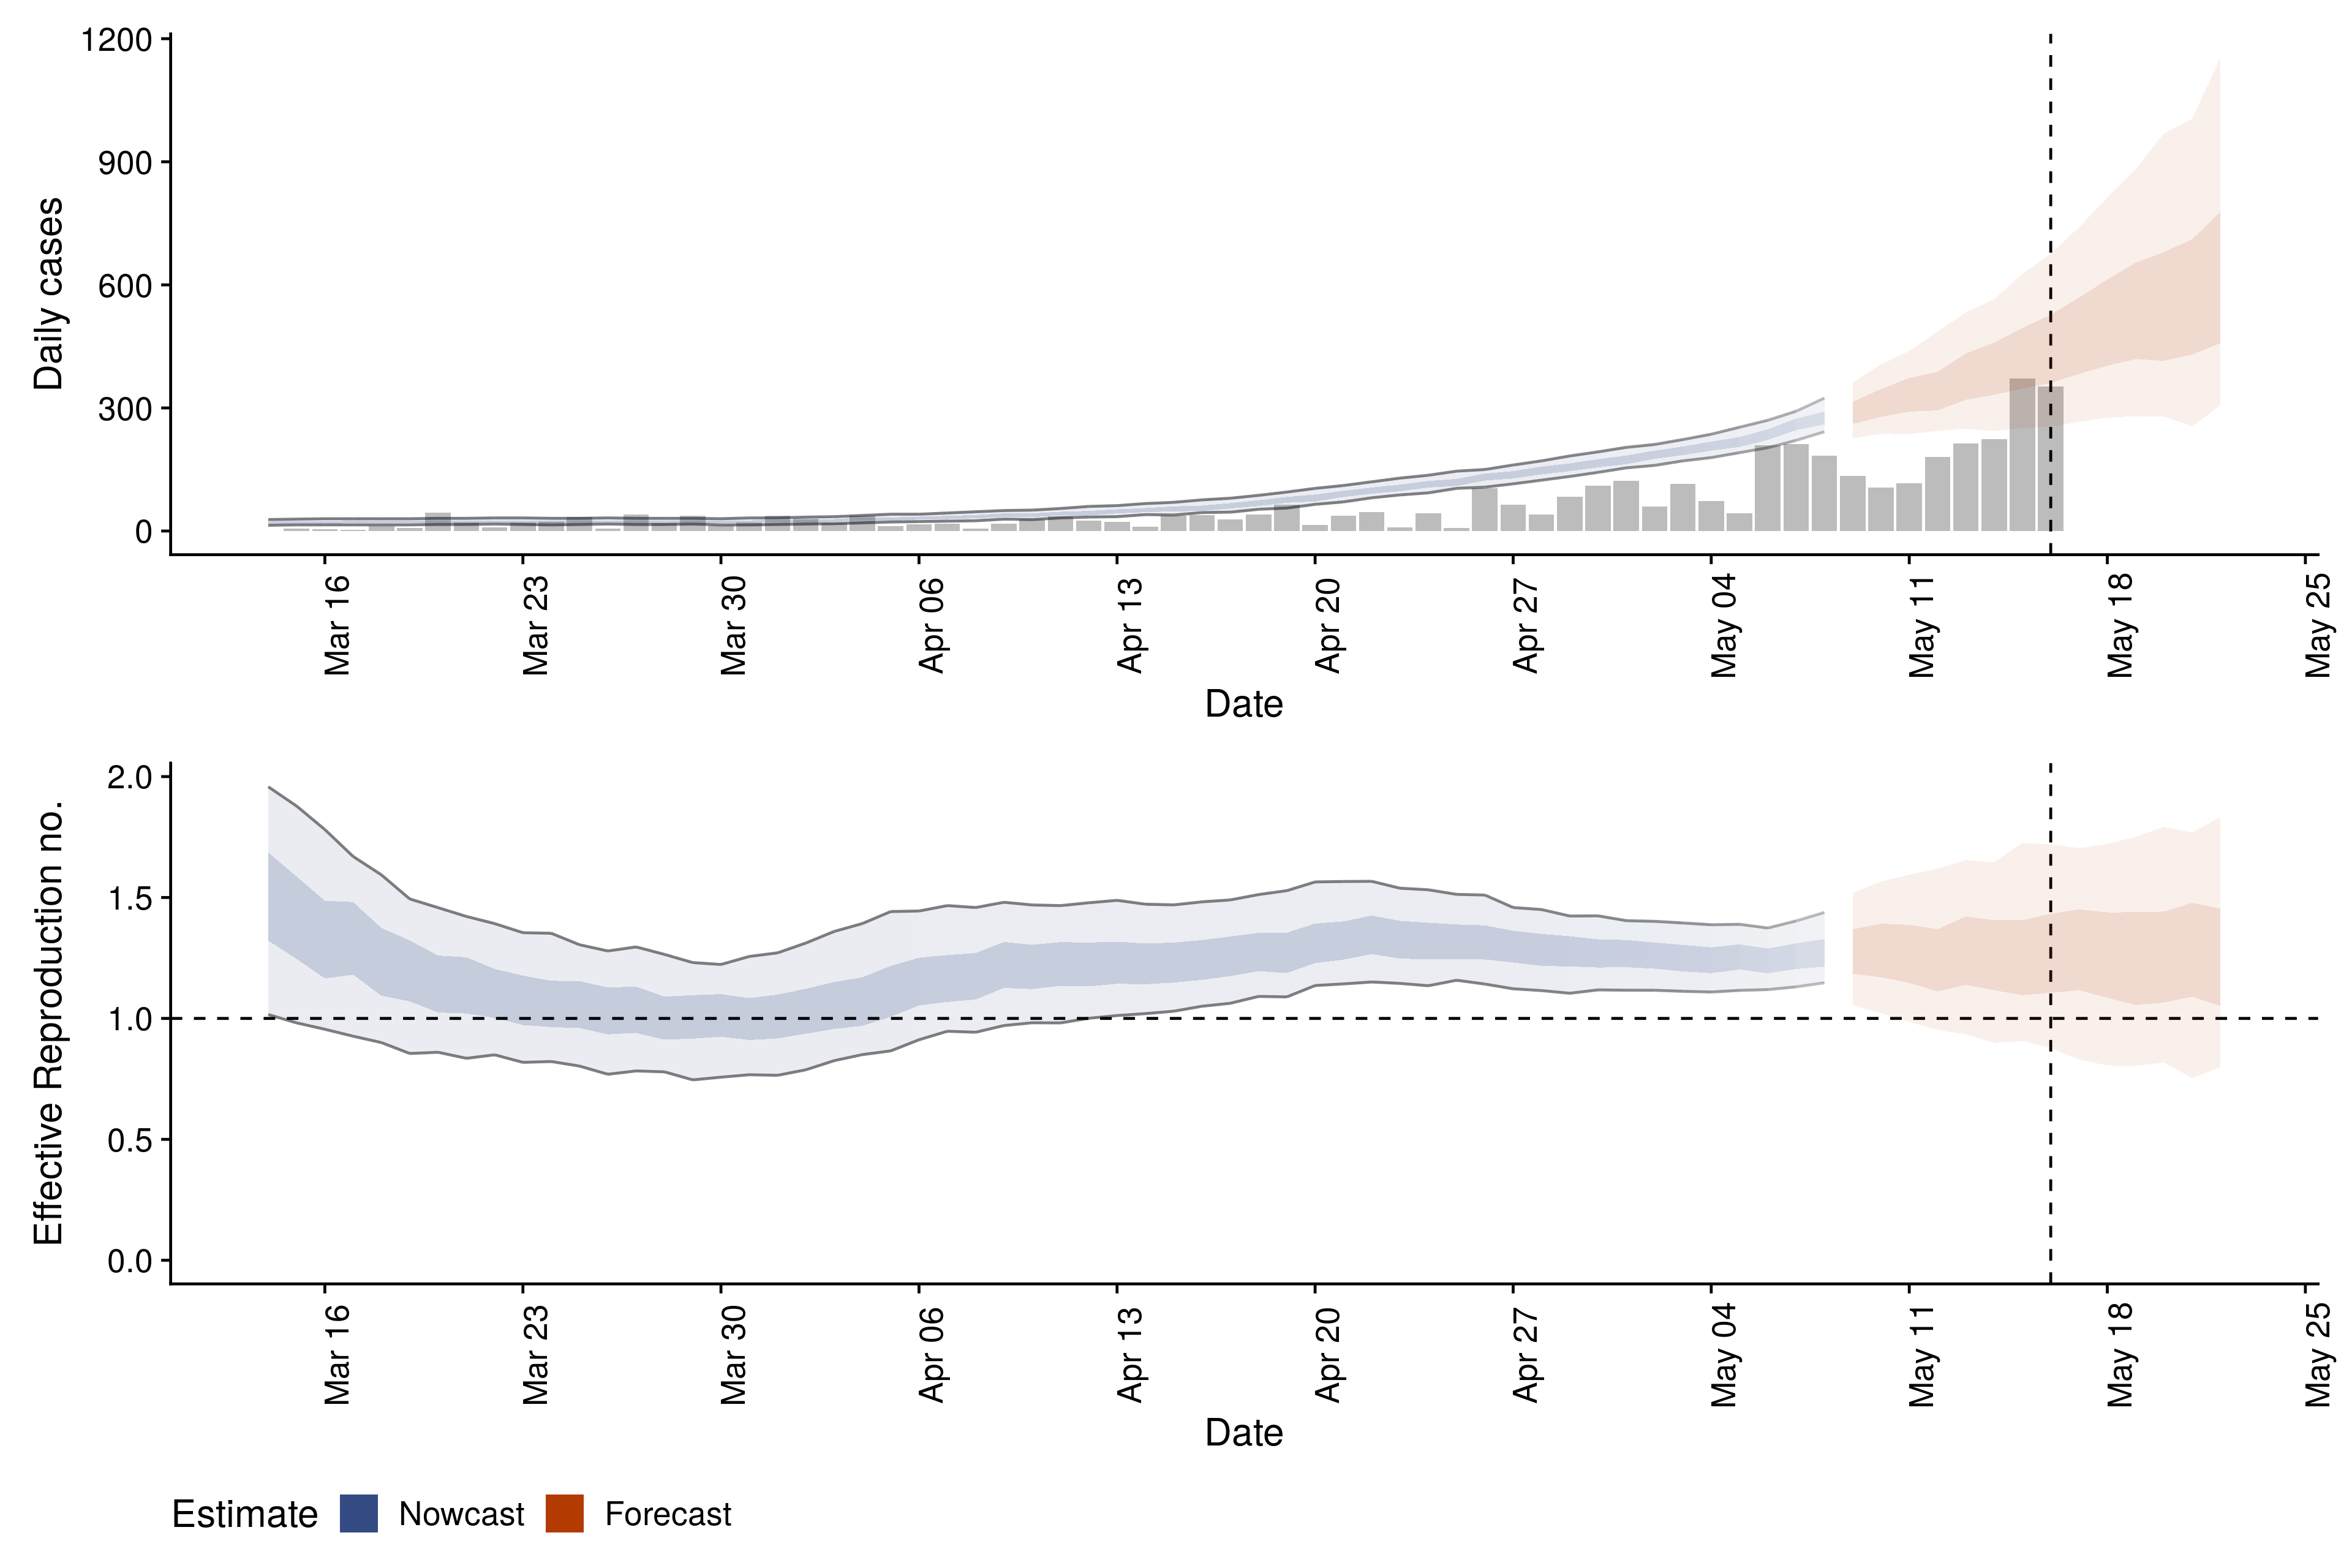 1200
900
600
300
0
Daily cases
Mar 16
Mar 23
Mar 30
Apr 06
Apr 13
Apr 20
Apr 27
May 04
May 11
May 18
May 25
Date
2.0
1.5
1.0
0.5
0.0
Effective Reproduction no.
Mar 16
Mar 23
Mar 30
Apr 06
Apr 13
Apr 20
Apr 27
May 04
May 11
May 18
May 25
Date
Estimate Nowcast Forecast